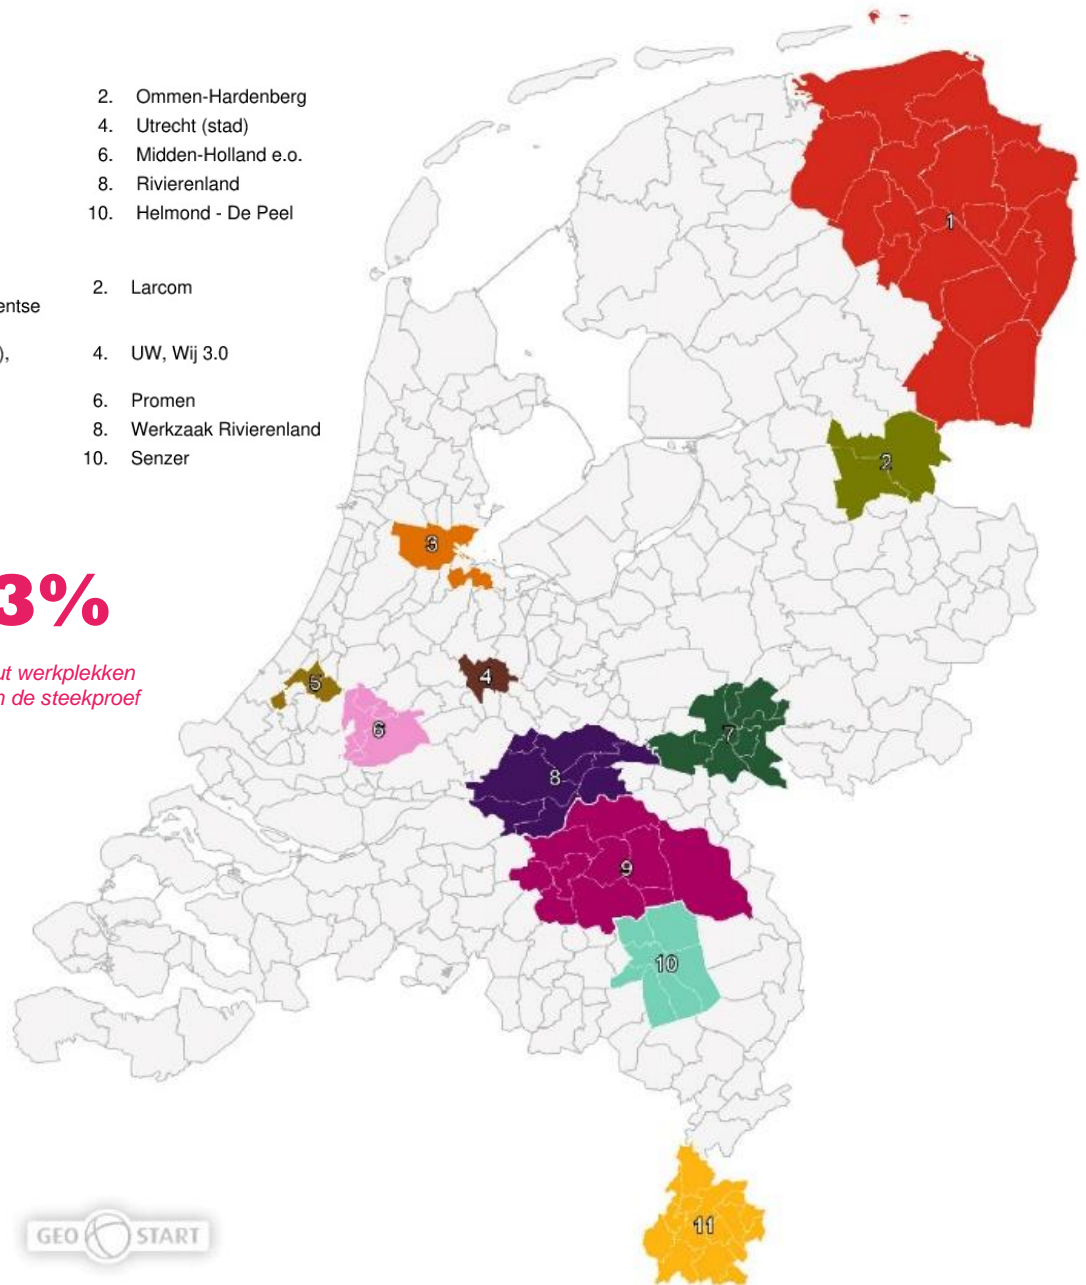 2. Ommen-Hardenberg
4. Utrecht (stad)
6. Midden-Holland e.o.
8. Rivierenland
10. Helmond - De Peel
2. Larcom
entse
),
4. UW, Wij 3.0
6. Promen
8. Werkzaak Rivierenland
10. Senzer
3%
ut werkplekken
n de steekproef
1
2
3
4
5
6
7
8
9
10
11
GEO START